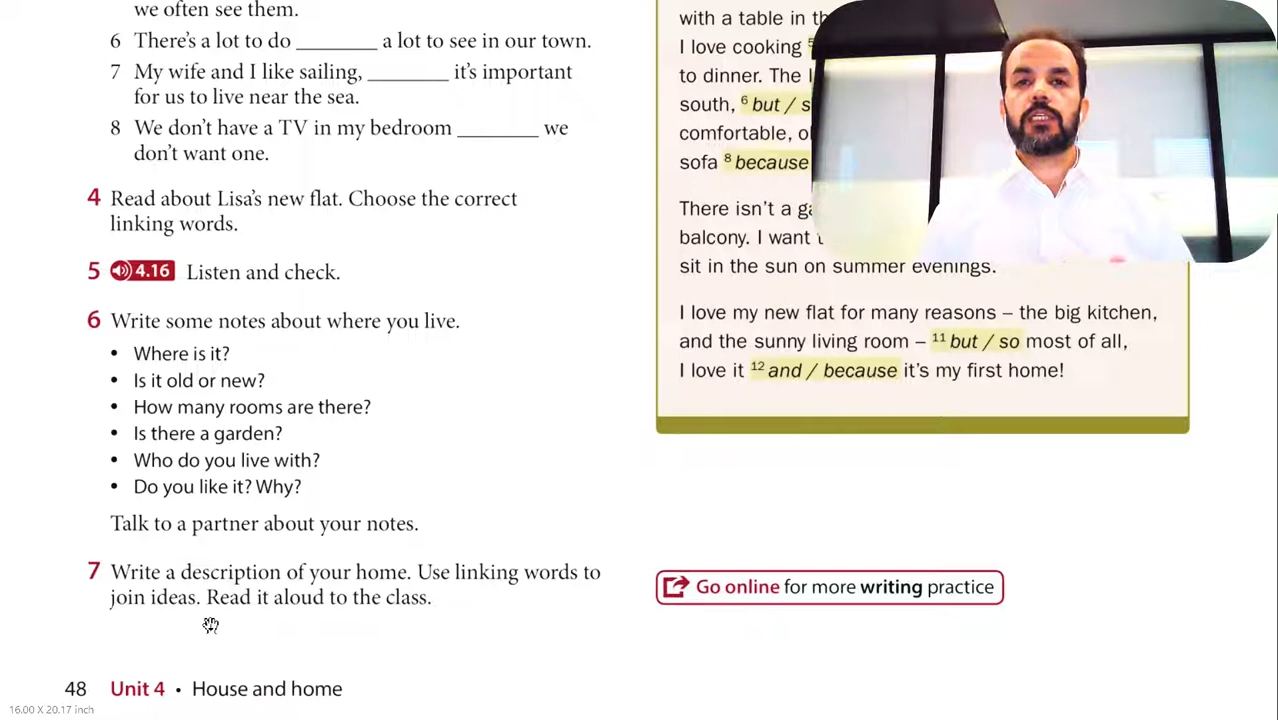 we often see them.
6 There's a lot to do ________ a lot to see in our town.
7 My wife and I like sailing, ________ it's important
for us to live near the sea.
8 We don't have a TV in my bedroom ________ we
don't want one.
4 Read about Lisa's new flat. Choose the correct
linking words.
5 4.16 Listen and check.
6 Write some notes about where you live.
• Where is it?
• Is it old or new?
• How many rooms are there?
• Is there a garden?
• Who do you live with?
• Do you like it? Why?
Talk to a partner about your notes.
7 Write a description of your home. Use linking words to
join ideas. Read it aloud to the class.
48 Unit 4 • House and home
16.00 X 20.17 inch
with a table in
I love cooking
to dinner. The
south, 6 but /
comfortable,
sofa 8 because
There isn't a
balcony. I want
sit in the sun on summer evenings.
I love my new flat for many reasons – the big kitchen,
and the sunny living room – 11 but / so most of all,
I love it 12 and / because it's my first home!
Go online for more writing practice